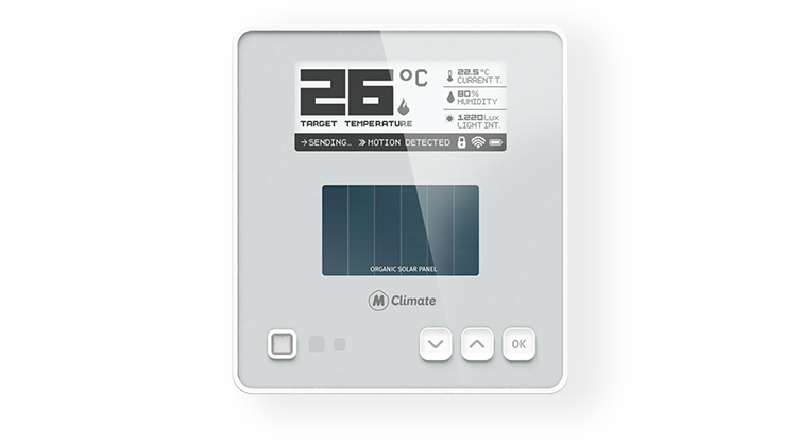 26°C
TARGET TEMPERATURE
22.5°C
CURRENT T.
80%
HUMIDITY
1220Lux
LIGHT INT.
SENDING... MOTION DETECTED
ORGANIC SOLAR PANEL
M Climate
OK